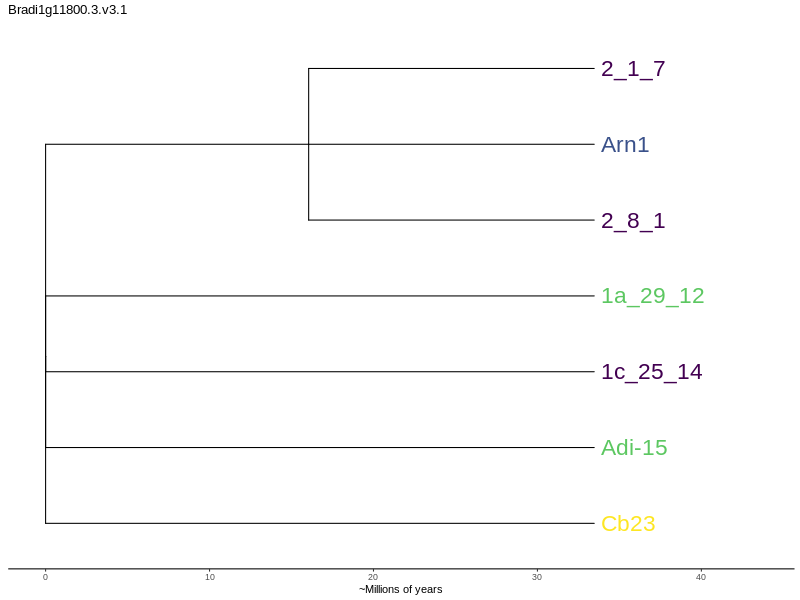 Bradi1g11800.3.v3.1
2_1_7
Arn1
2_8_1
1a_29_12
1c_25_14
Adi-15
Cb23
0 10 20 30 40
~Millions of years